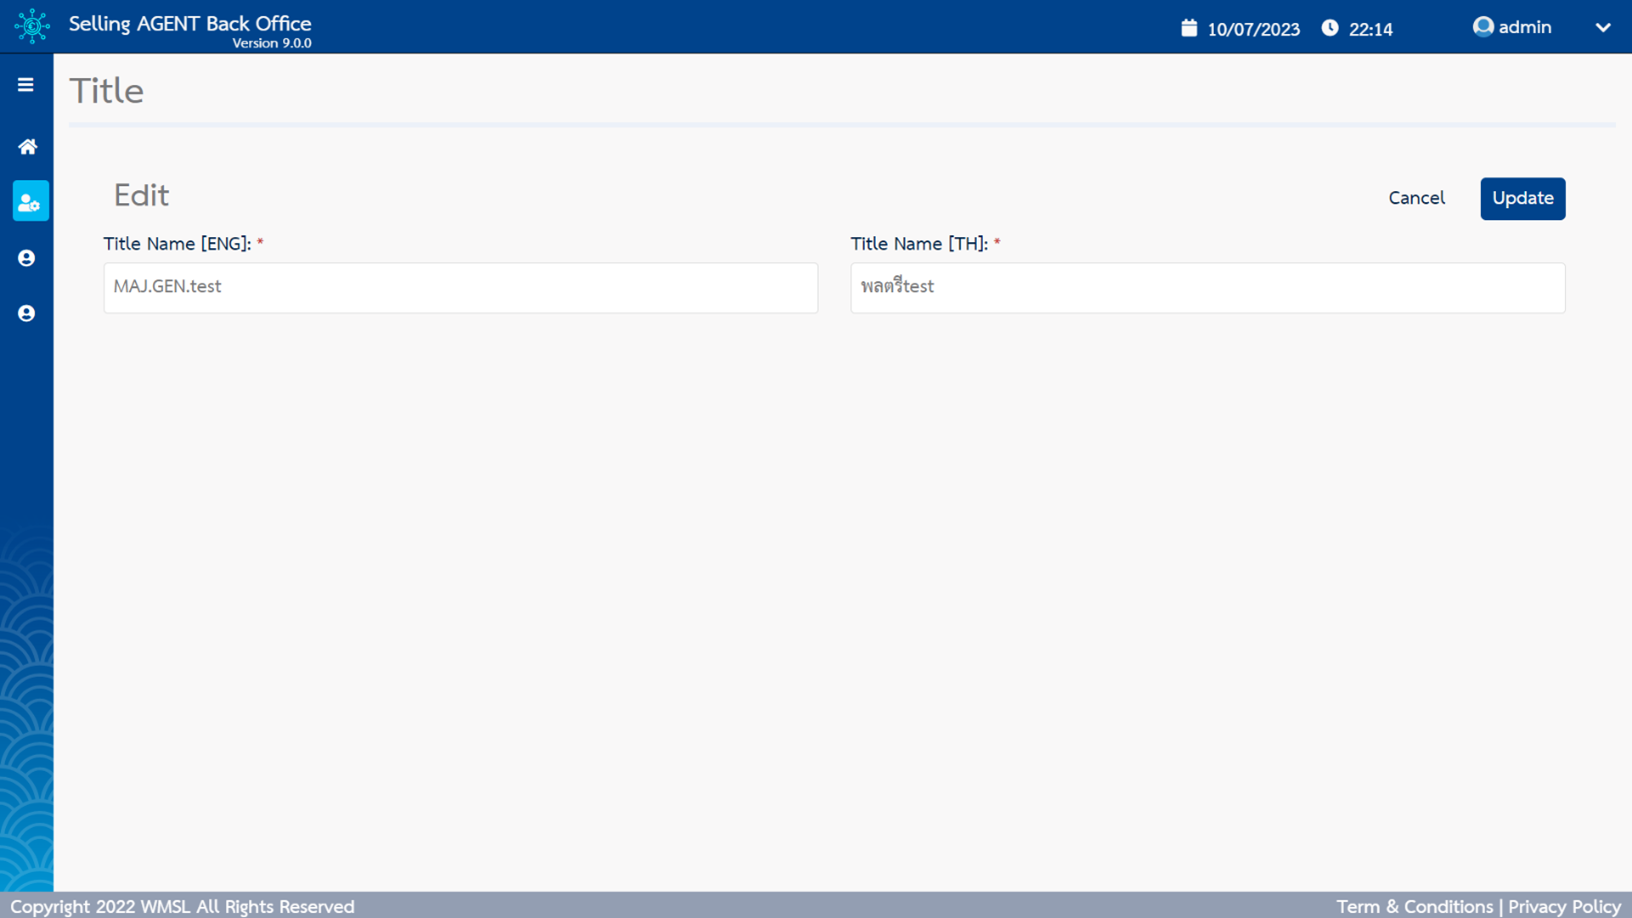 Selling AGENT Back Office
Version 9.0.0
10/07/2023 22:14 admin
Title
Edit
Cancel Update
Title Name [ENG]: * Title Name [TH]: *
MAJ.GEN.test พลตรีtest
Copyright 2022 WMSL All Rights Reserved Term & Conditions | Privacy Policy